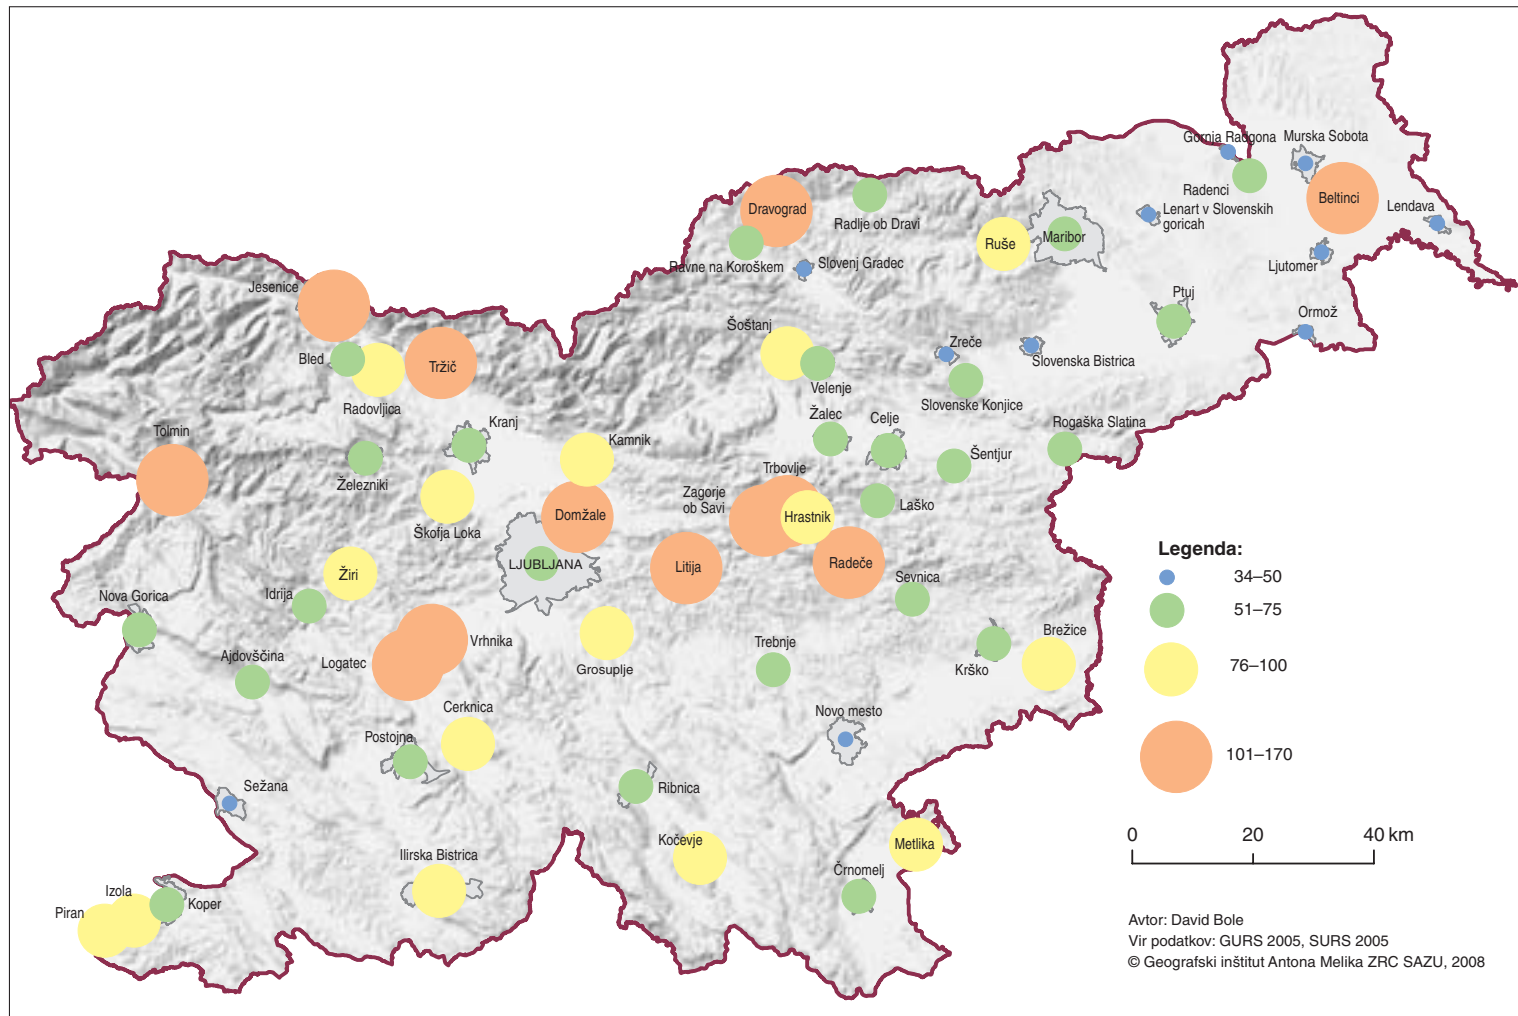 Gornja Radgona
Murska Sobota
Radenci
Beltinci
Lendava
Lenart v Slovenskih
goricah
Ljutomer
Dravograd
Radlje ob Dravi
Ruše
Maribor
Ravne na Koroškem
Slovenj Gradec
Jesenice
Ptuj
Ormož
Šoštanj
Zreče
Slovenska Bistrica
Bled
Tržič
Velenje
Slovenske Konjice
Radovljica
Žalec
Celje
Rogaška Slatina
Tolmin
Kranj
Kamnik
Šentjur
Železniki
Trbovlje
Zagorje
ob Savi
Laško
Škofja Loka
Domžale
Hrastnik
LJUBLJANA
Litija
Radeče
Legenda:
34–50
51–75
76–100
101–170
Žiri
Idrija
Sevnica
Nova Gorica
Vrhnika
Brežice
Logatec
Grosuplje
Trebnje
Krško
Ajdovščina
Cerknica
Novo mesto
Postojna
Sežana
Ribnica
Kočevje
Metlika
Ilirska Bistrica
Črnomelj
Izola
Koper
Piran
0 20 40 km
Avtor: David Bole
Vir podatkov: GURS 2005, SURS 2005
© Geografski inštitut Antona Melika ZRC SAZU, 2008